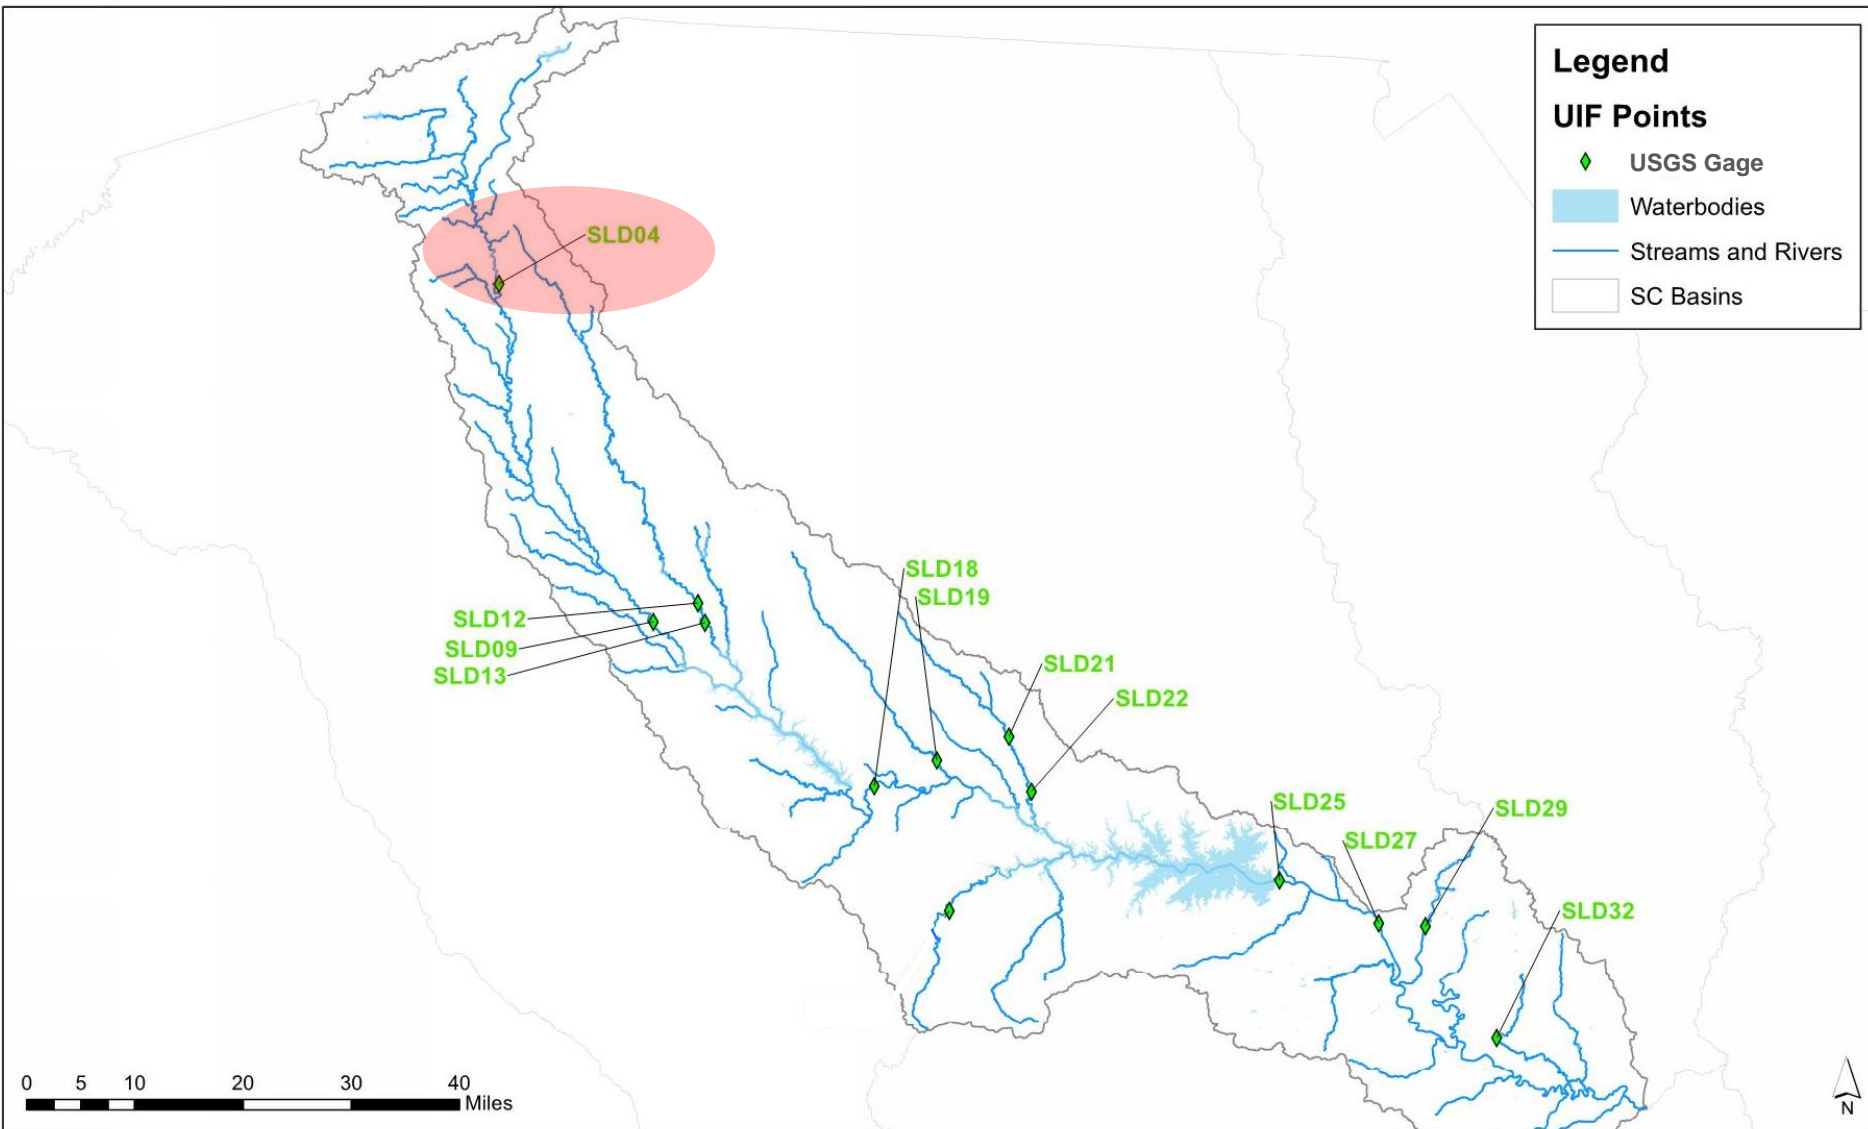 Legend
UIF Points
USGS Gage
Waterbodies
Streams and Rivers
SC Basins
SLD04
SLD18
SLD19
SLD12
SLD09
SLD13
SLD21
SLD22
SLD25
SLD27
SLD29
SLD32
0 5 10 20 30 40
Miles
N